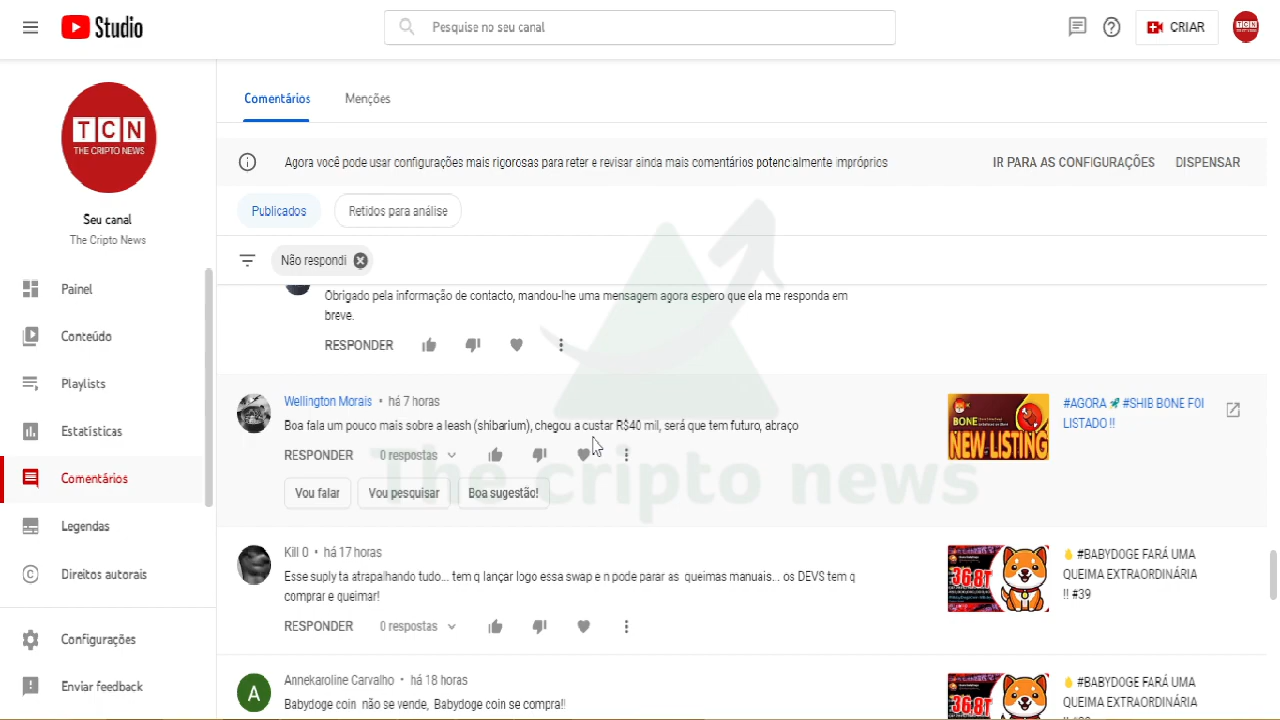 Studio
Pesquise no seu canal
CRIAR
TCN
THE CRIPTO NEWS
Seu canal
The Cripto News
Painel
Conteúdo
Playlists
Estatísticas
Comentários
Legendas
Direitos autorais
Configurações
Enviar feedback
Comentários
Menções
Agora você pode usar configurações mais rigorosas para reter e revisar ainda mais comentários potencialmente impróprios
IR PARA AS CONFIGURAÇÕES
DISPENSAR
Publicados
Retidos para análise
Não respondi
Obrigado pela informação de contacto, mandou-lhe uma mensagem agora espero que ela me responda em
breve.
RESPONDER
Wellington Morais • há 7 horas
fala um pouco mais sobre a leash (shibarium), chegou a custar R$40 mil, será que tem futuro, abraço
RESPONDER 0 respostas
Vou falar
Vou pesquisar
Boa sugestão!
BONE
NEW LISTING
#AGORA 🚀 #SHIB BONE FOI
LISTADO !!
The cripto news
Kill 0 • há 17 horas
Esse suply ta atrapalhando tudo... tem q lançar logo essa swap e n pode parar as queimas manuais... os DEVS tem q
comprar e queimar!
RESPONDER 0 respostas
36.8T
👌 #BABYDOGE FARÁ UMA
QUEIMA EXTRAORDINÁRIA
!! #39
A
Annekaroline Carvalho • há 18 horas
Babydoge coin não se vende, Babydoge coin se compra!!
36.8T
👌 #BABYDOGE FARÁ UMA
QUEIMA EXTRAORDINÁRIA